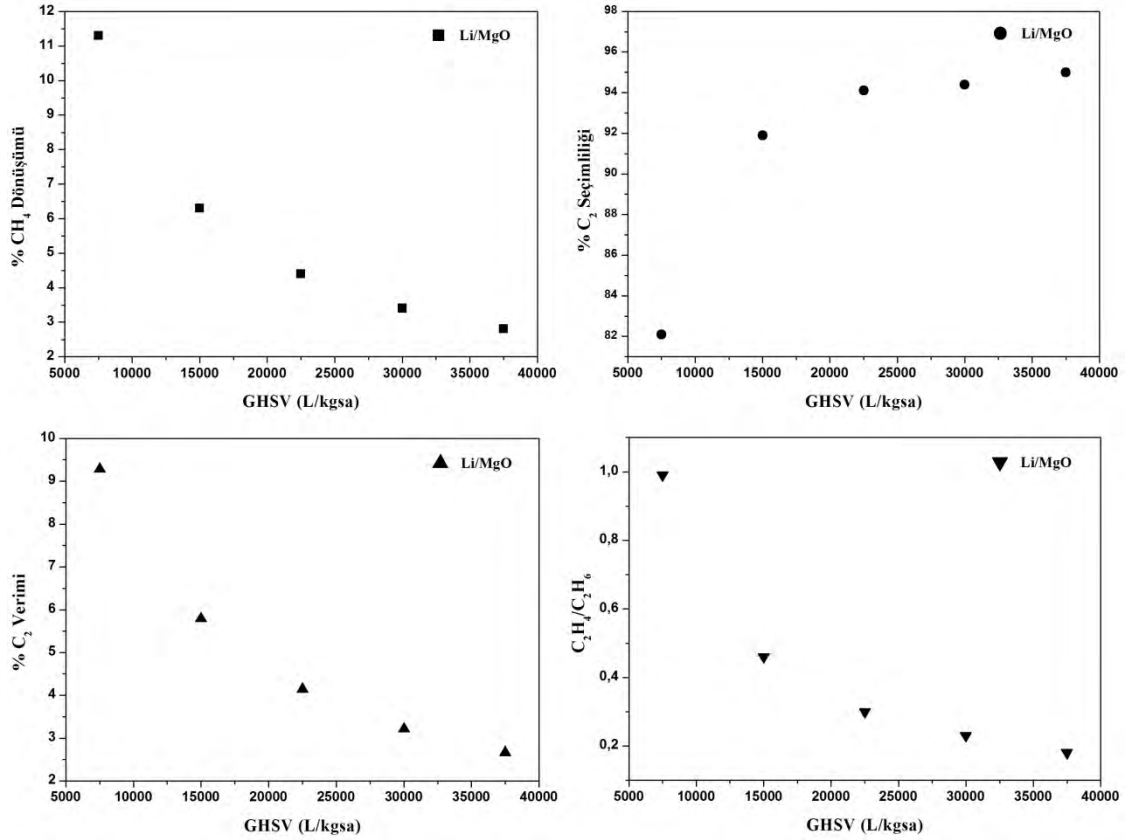 12
11
10
9
8
7
6
5
4
3
2
% CH4 Dönüşümü
Li/MgO
5000 10000 15000 20000 25000 30000 35000 40000
GHSV (L/kgsa)
98
96
94
92
90
88
86
84
82
% C2 Seçimliliği
Li/MgO
5000 10000 15000 20000 25000 30000 35000 40000
GHSV (L/kgsa)
10
9
8
7
6
5
4
3
2
% C2 Verimi
Li/MgO
5000 10000 15000 20000 25000 30000 35000 40000
GHSV (L/kgsa)
1,0
0,8
0,6
0,4
0,2
C2H4/C2H6
Li/MgO
5000 10000 15000 20000 25000 30000 35000 40000
GHSV (L/kgsa)